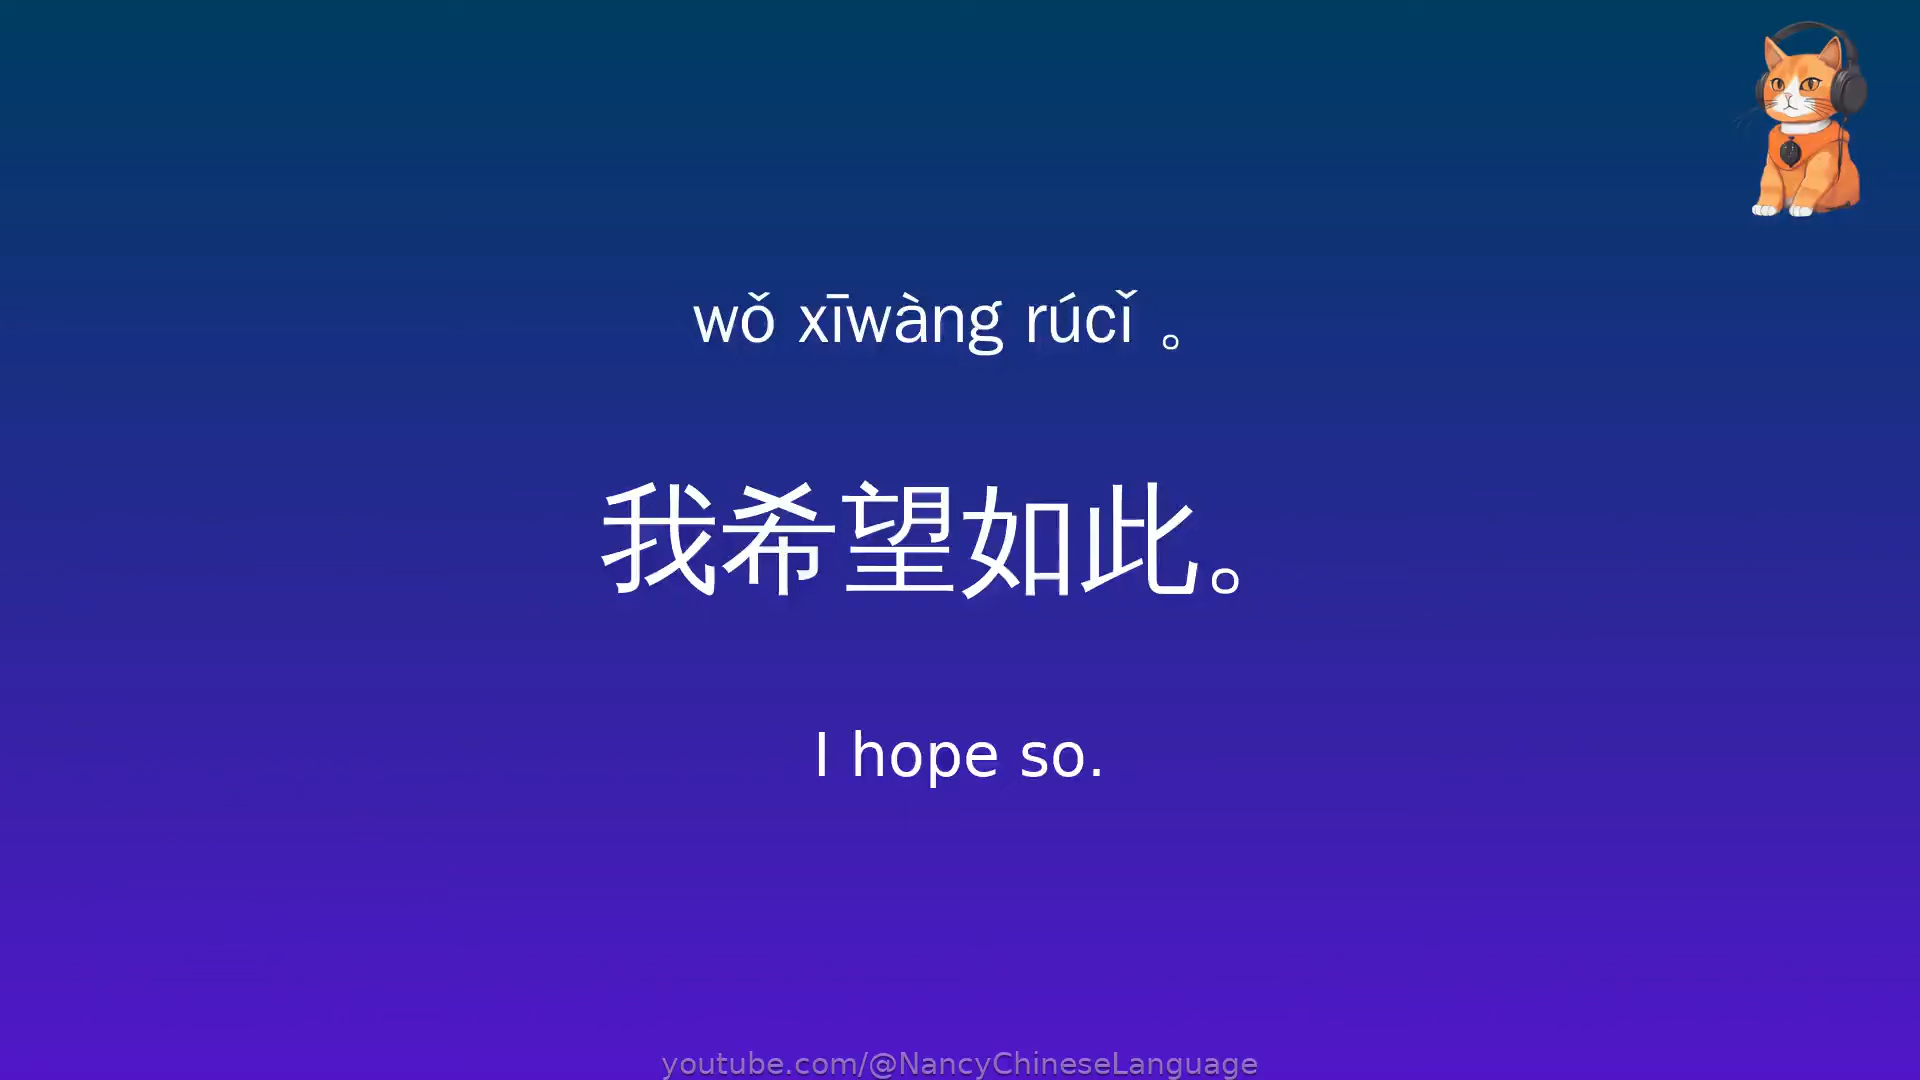 wǒ xīwàng rúcǐ 。
我希望如此。
I hope so.
youtube.com/@NancyChineseLanguage